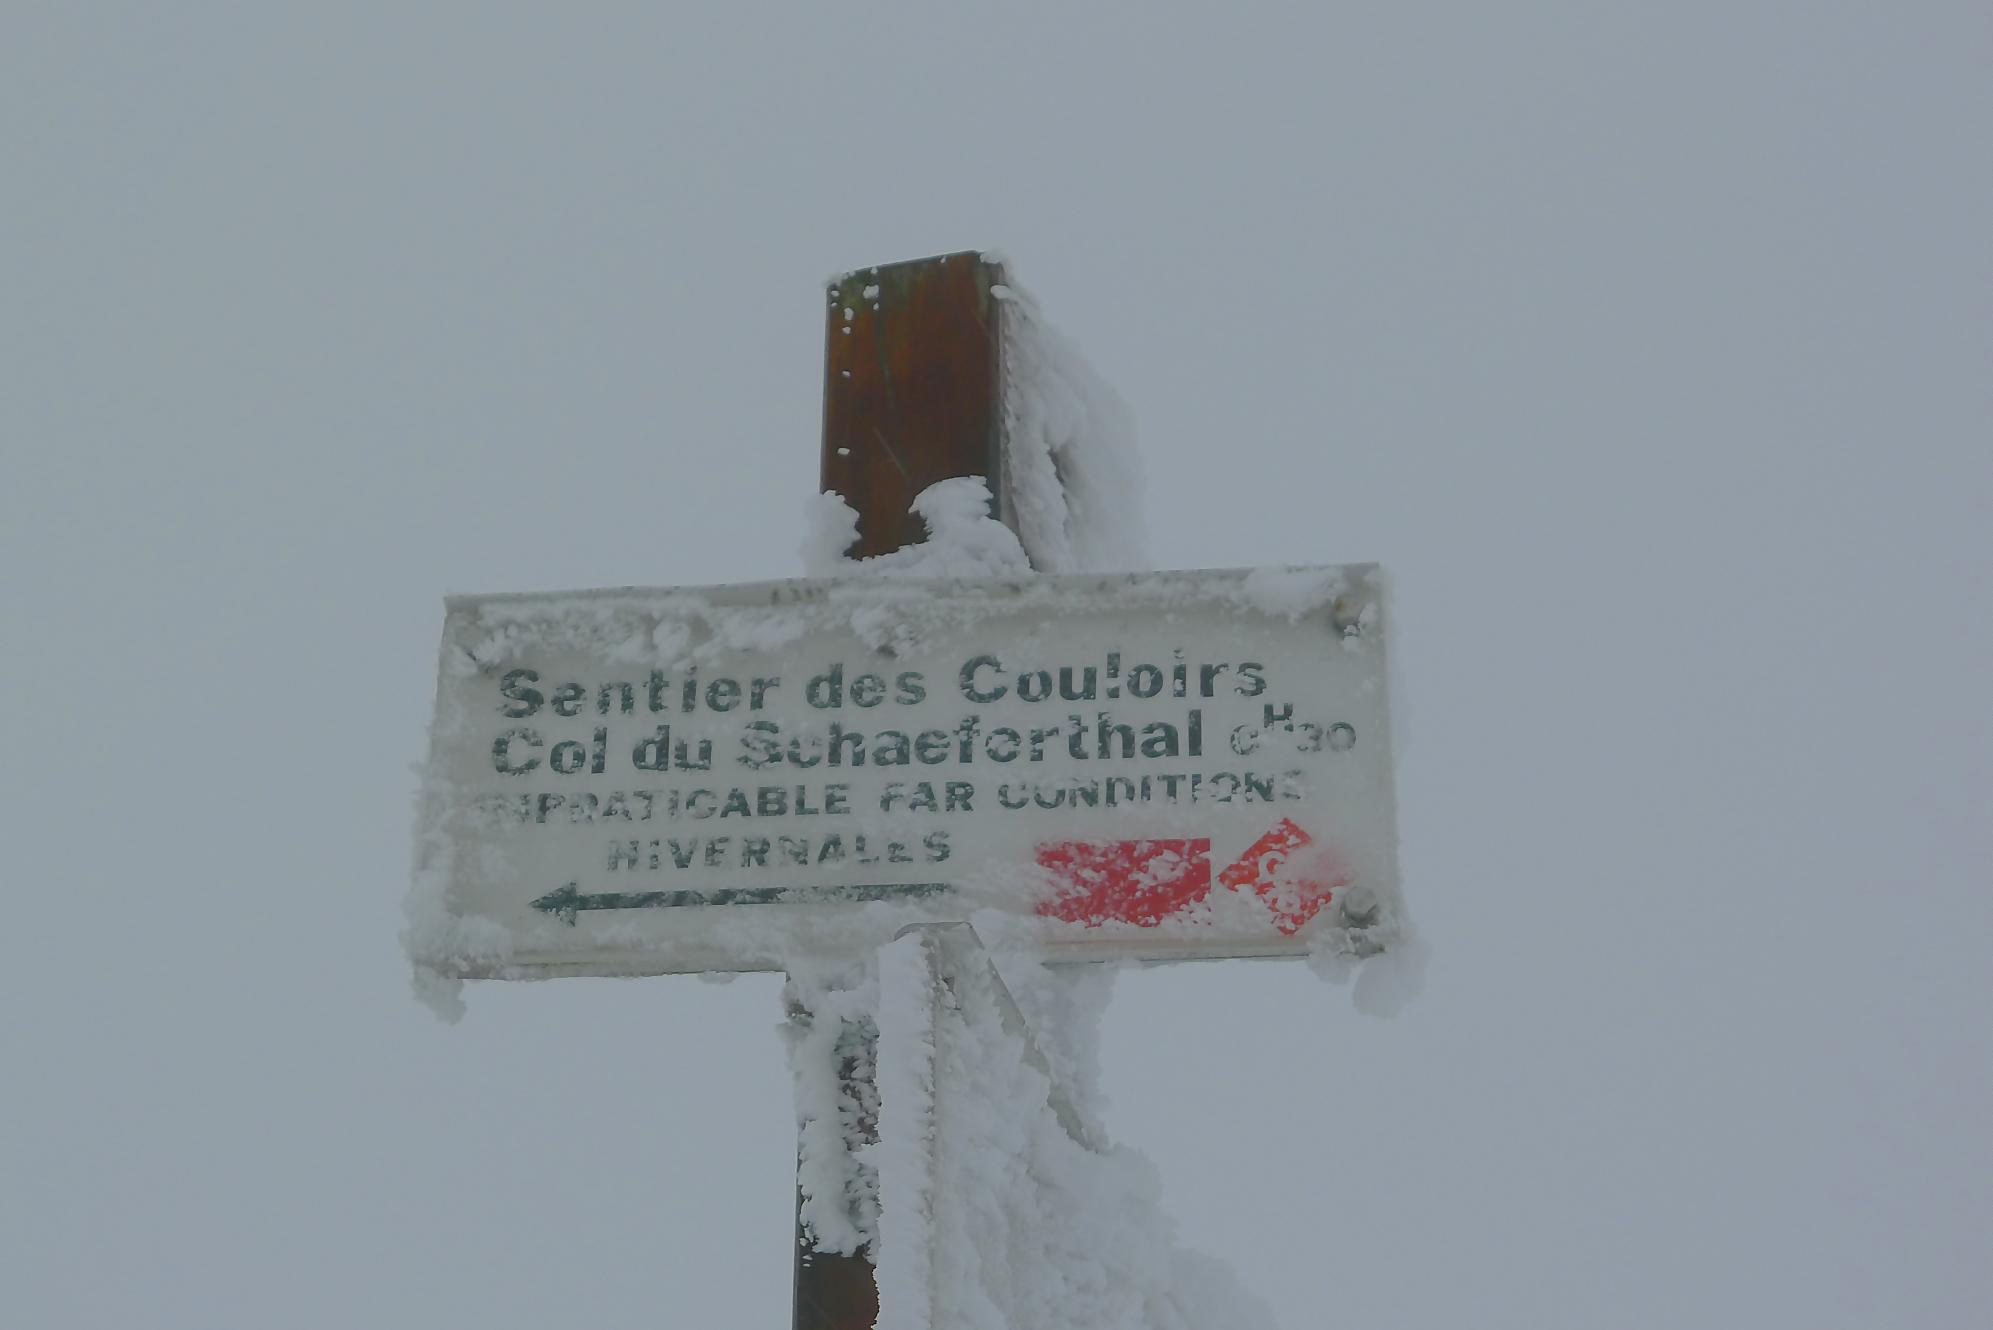 Sentier des Couloirs
Col du Schaeferthal 0H30
IMPRATICABLE PAR CONDITIONS
HIVERNALES